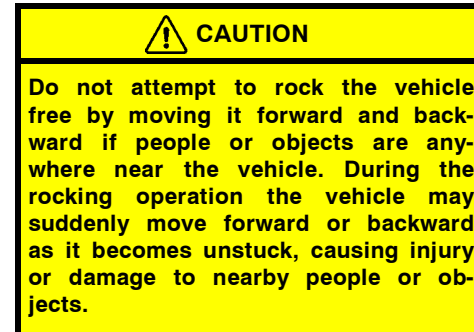 CAUTION
Do not attempt to rock the vehicle
free by moving it forward and back-
ward if people or objects are any-
where near the vehicle. During the
rocking operation the vehicle may
suddenly move forward or backward
as it becomes unstuck, causing injury
or damage to nearby people or ob-
jects.